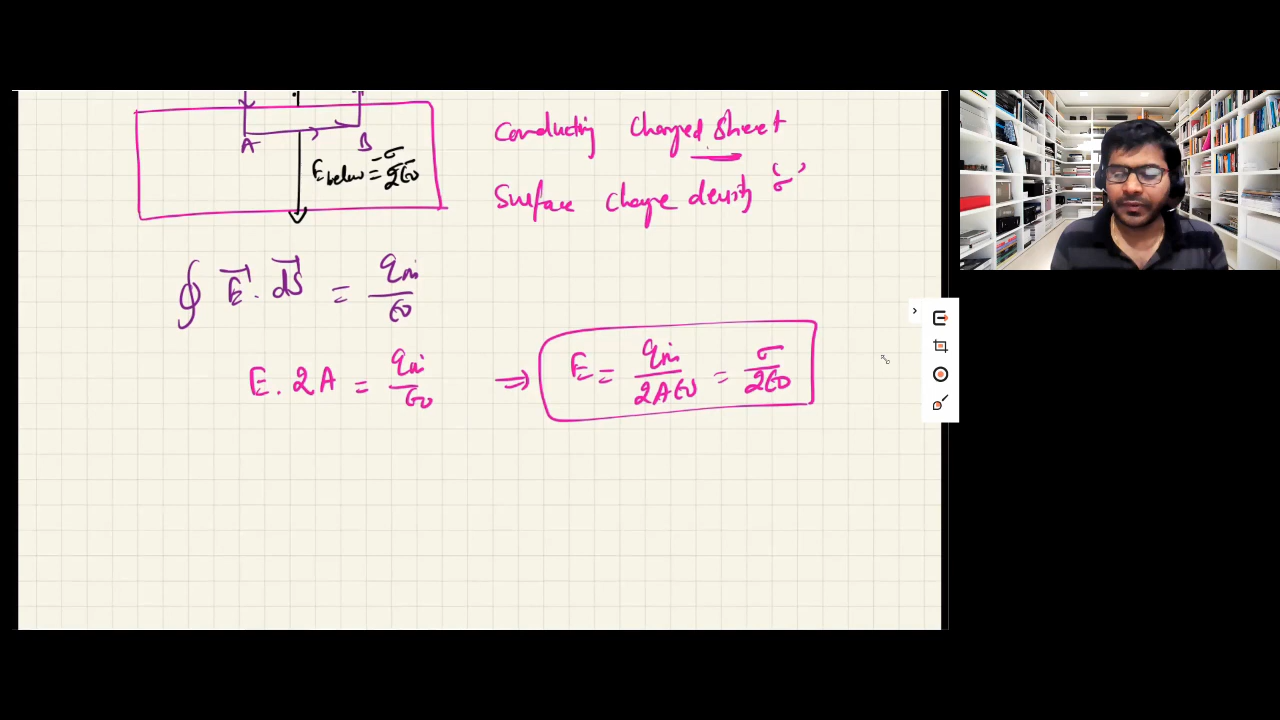 A B
E below = σ/2ε0
Conducting Charged Sheet
Surface charge density 'σ'
∮ E⃗ . dS⃗ = qin/ε0
E . 2A = qin/ε0 ⇒ E = qin/2Aε0 = σ/2ε0